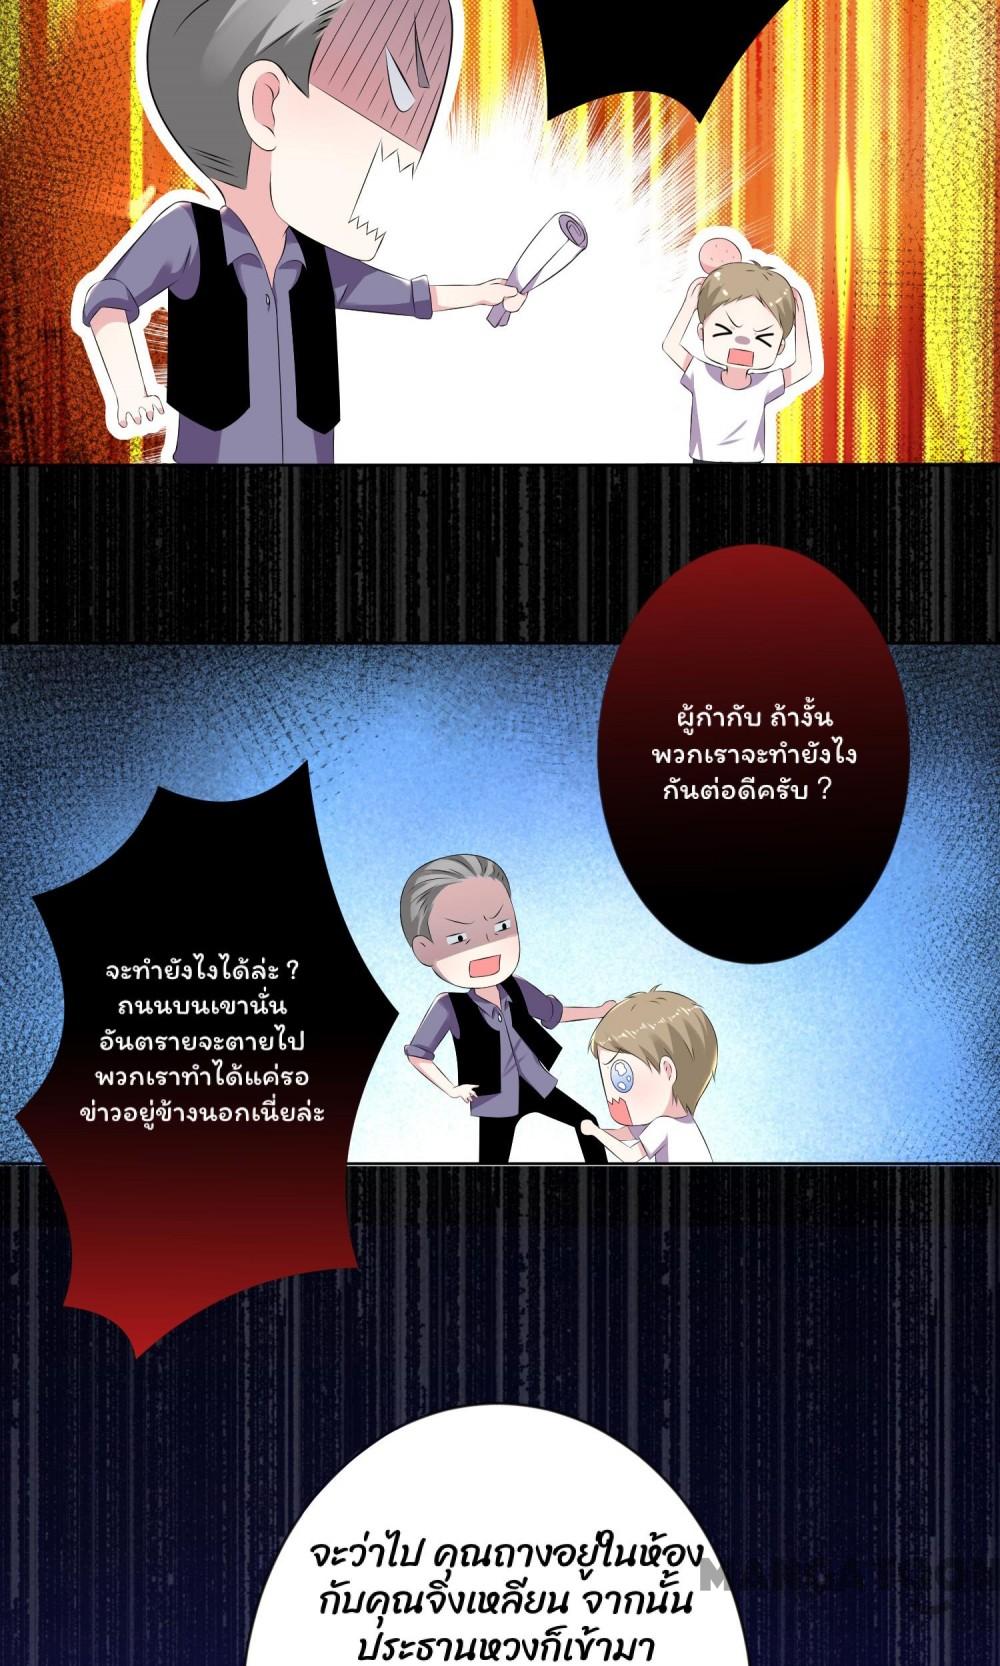 ผู้กำกับ ถ้างั้น
พวกเราจะทำยังไง
กันต่อดีครับ ?
จะทำยังไงได้ล่ะ ?
ถนนบนเขานั่น
อันตรายจะตายไป
พวกเราทำได้แค่รอ
ข่าวอยู่ข้างนอกเนี่ยล่ะ
จะว่าไป คุณถางอยู่ในห้อง
กับคุณจิ่งเหลียน จากนั้น
ประธานหวงก็เข้ามา
MANGATOON